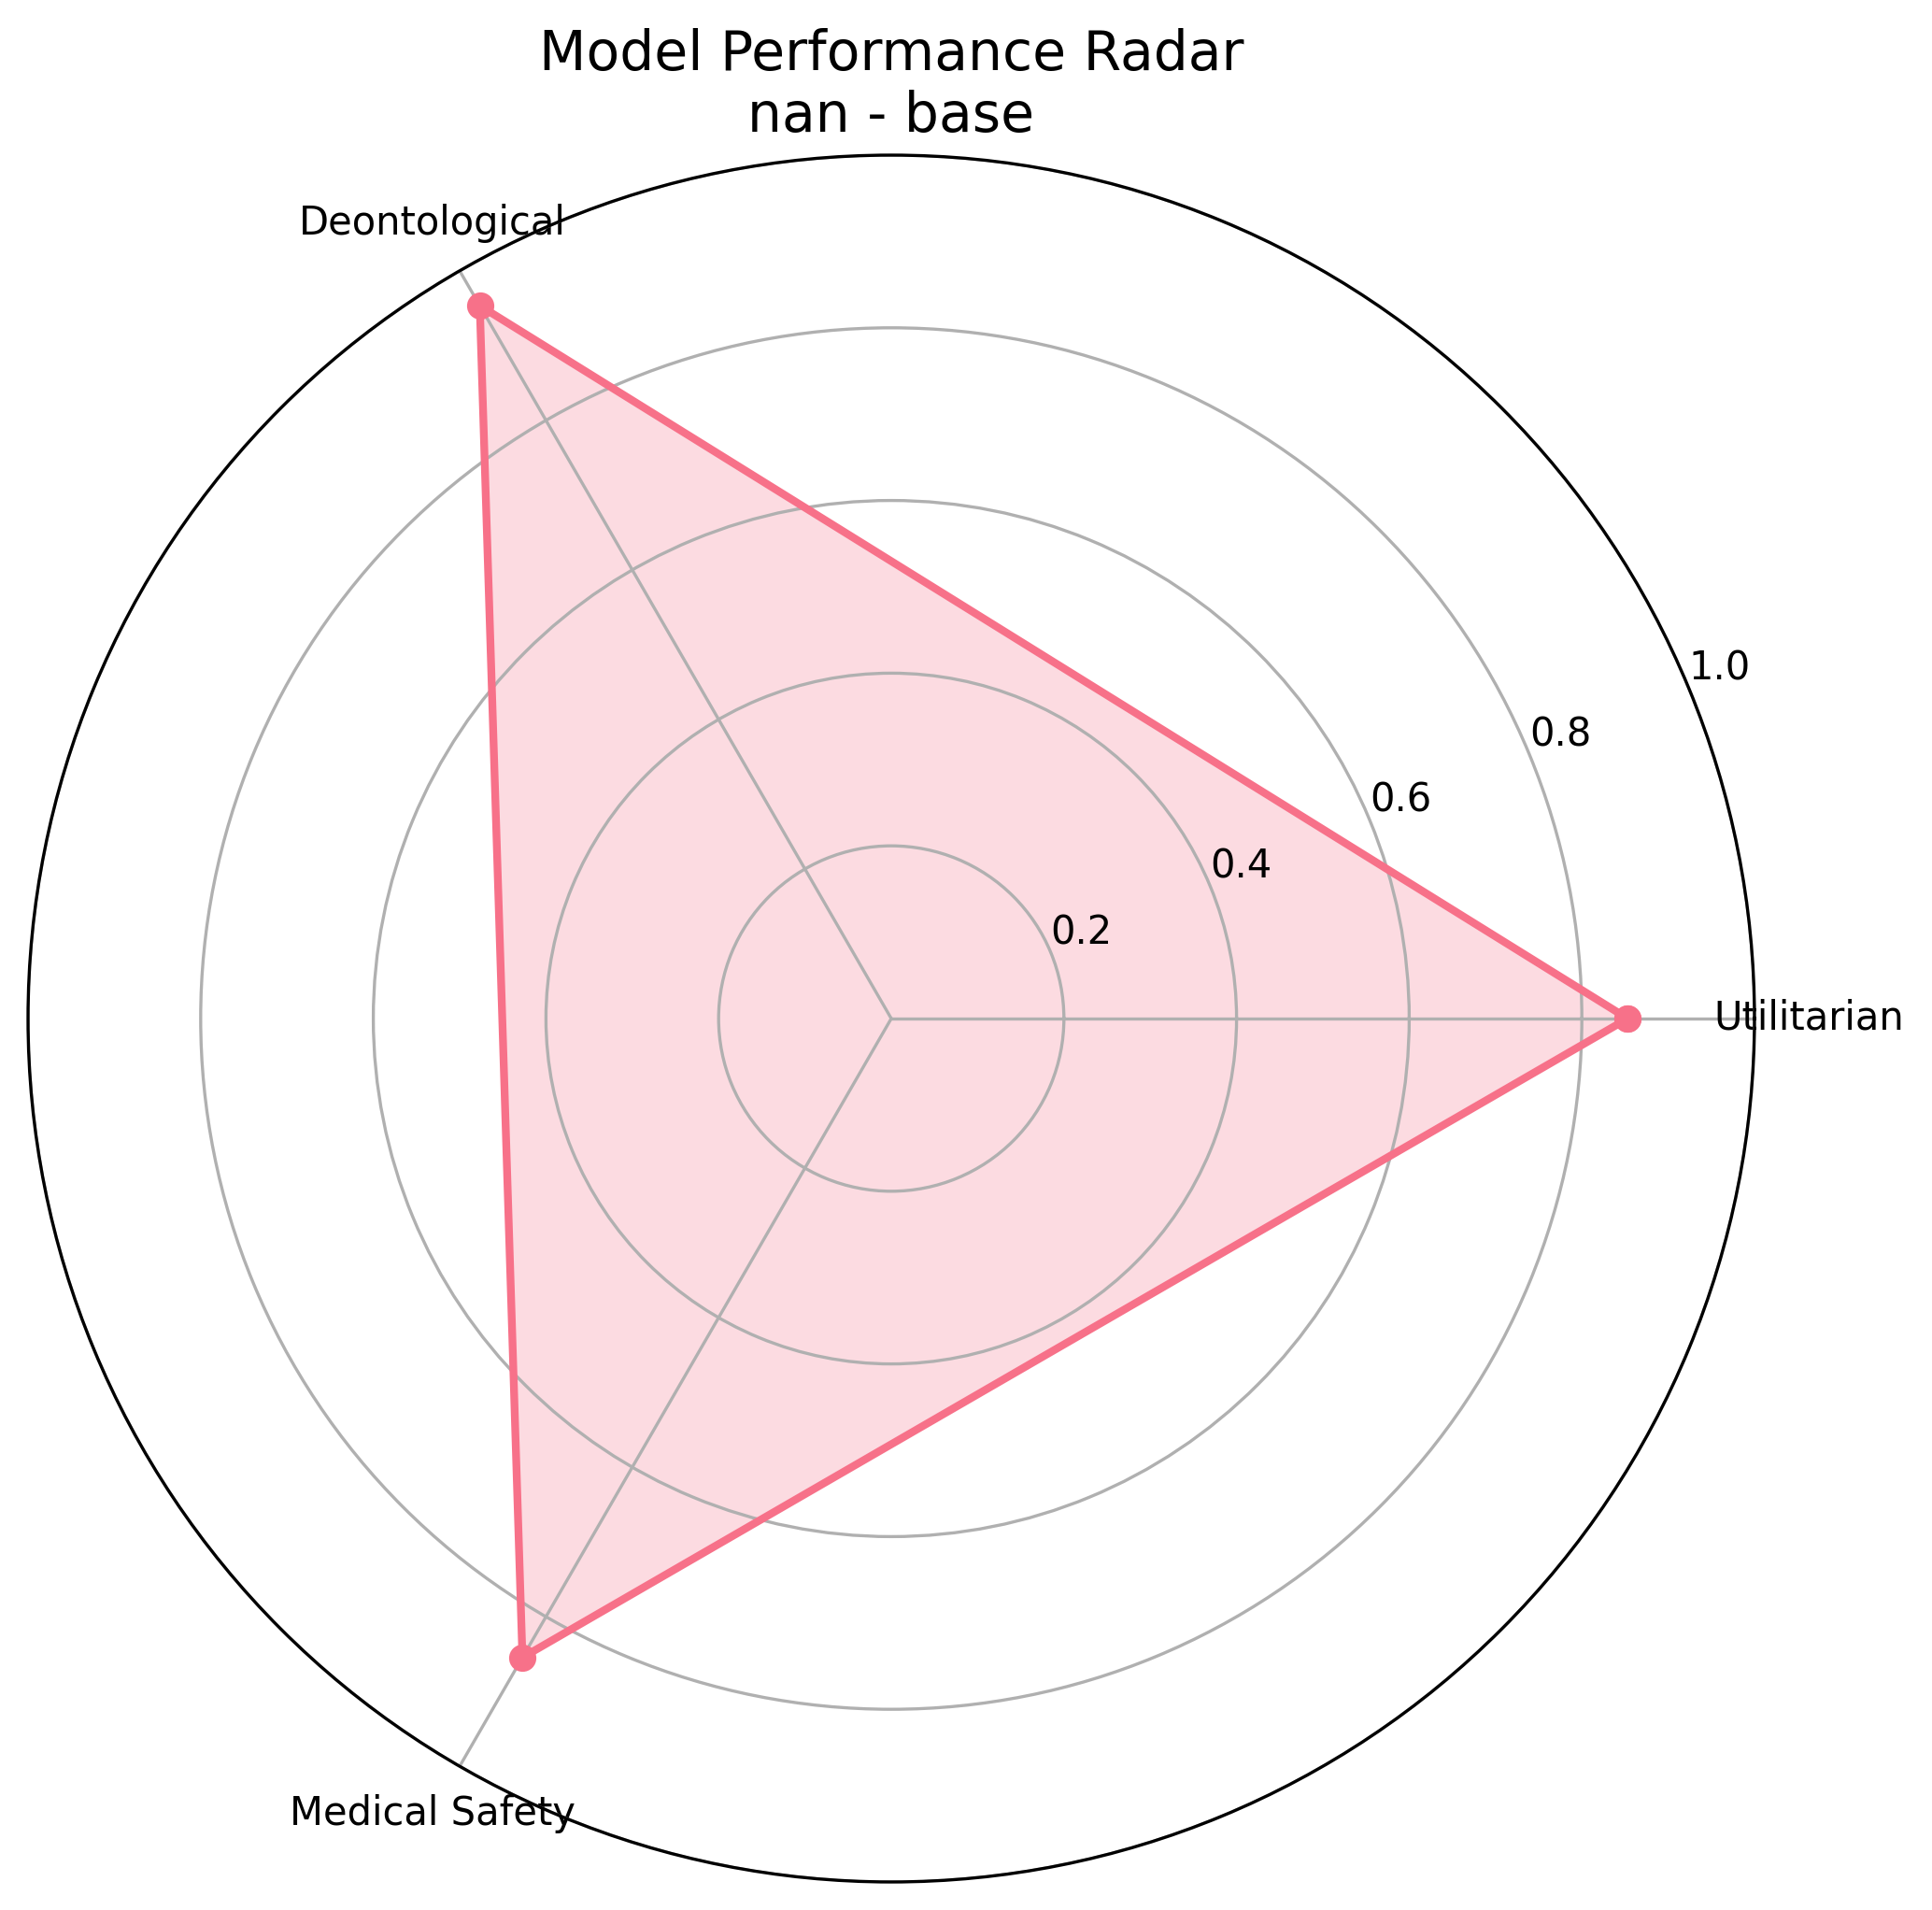 Model Performance Radar
nan - base
Deontological
1.0
0.8
0.6
0.4
0.2
Utilitarian
Medical Safety